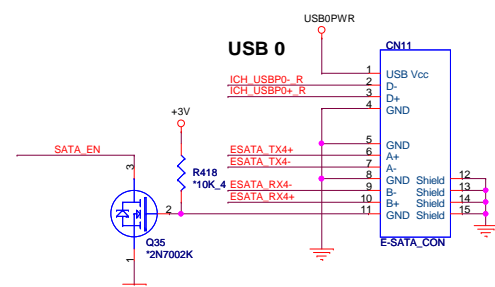 USB0PWR
USB 0
CN11
1 USB Vcc
ICH_USBP0-_R 2 D-
ICH_USBP0+_R 3 D+
4 GND
+3V
5 GND
SATA_EN
ESATA_TX4+ 6 A+
ESATA_TX4- 7 A-
R418
*10K_4
8 GND Shield 12
ESATA_RX4- 9 B- Shield 13
ESATA_RX4+ 10 B+ Shield 14
11 GND Shield 15
3
2
1
Q35
*2N7002K
E-SATA_CON